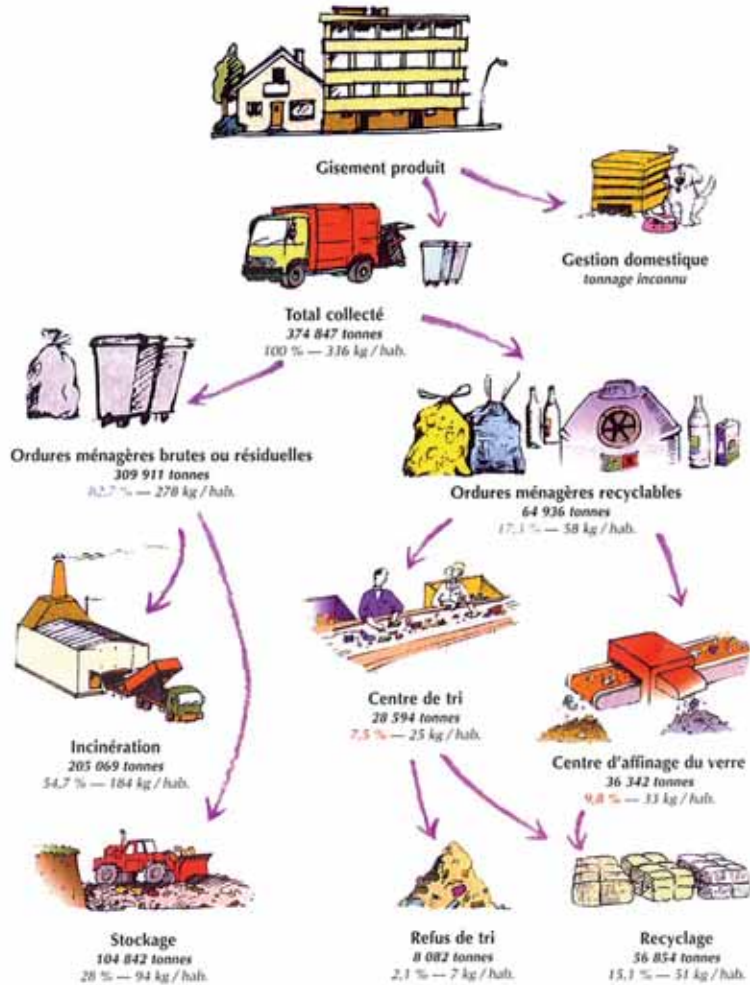 Gisement produit
Gestion domestique
tonnage inconnu
Total collecté
374 847 tonnes
100 % — 336 kg / hab.
Ordures ménagères brutes ou résiduelles
309 911 tonnes
82,7 % — 278 kg / hab.
Ordures ménagères recyclables
64 936 tonnes
17,3 % — 58 kg / hab.
Centre de tri
28 594 tonnes
7,5 % — 25 kg / hab.
Incinération
205 069 tonnes
54,7 % — 184 kg / hab.
Centre d'affinage du verre
36 342 tonnes
9,8 % — 33 kg / hab.
Stockage
104 842 tonnes
28 % — 94 kg / hab.
Refus de tri
8 082 tonnes
2,1 % — 7 kg / hab.
Recyclage
56 854 tonnes
15,1 % — 51 kg / hab.